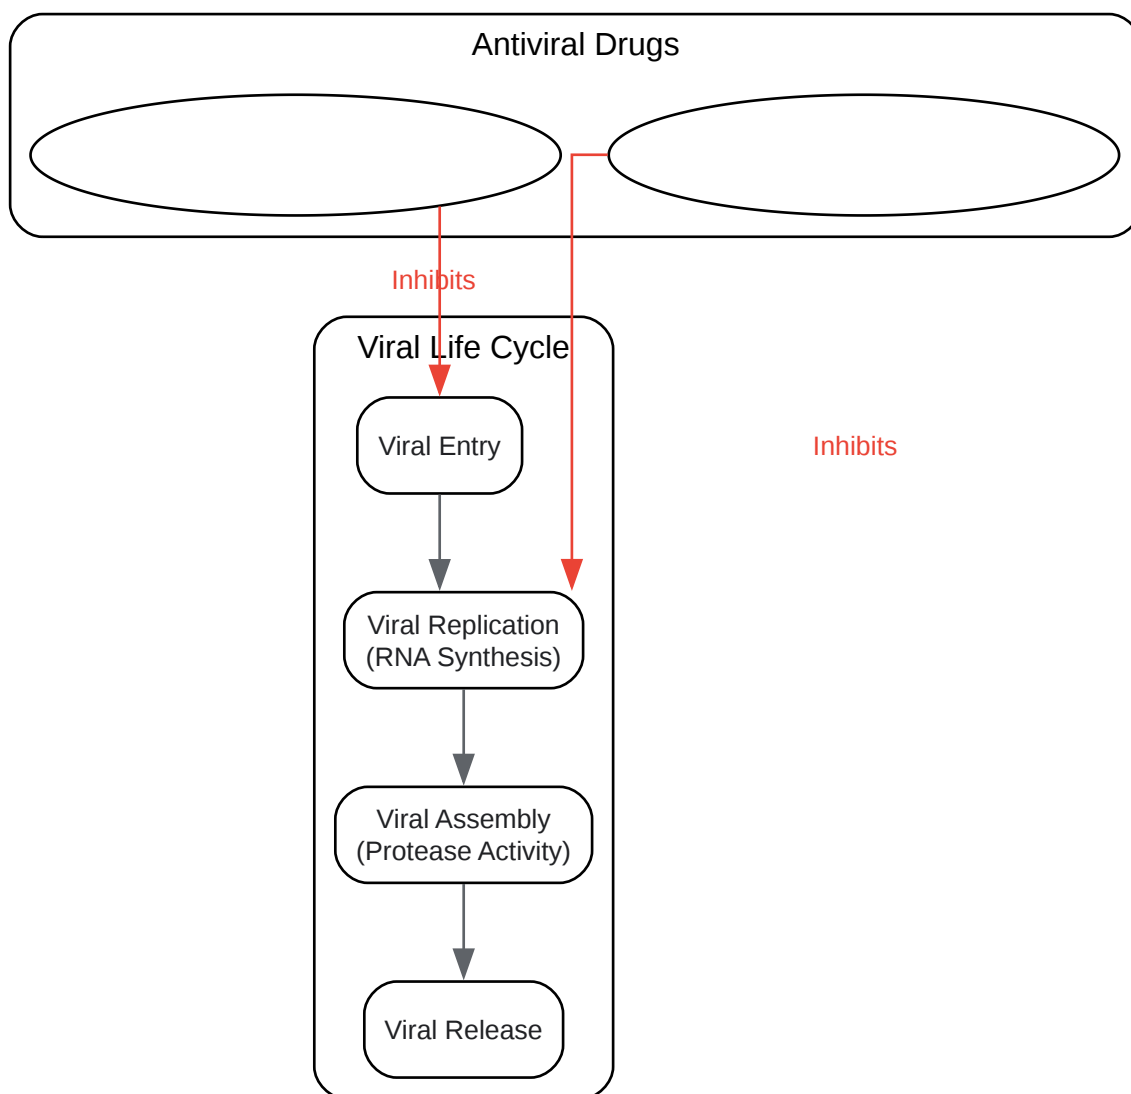 Antiviral Drugs
Inhibits
Viral Life Cycle
Viral Entry
Inhibits
Viral Replication
(RNA Synthesis)
Viral Assembly
(Protease Activity)
Viral Release